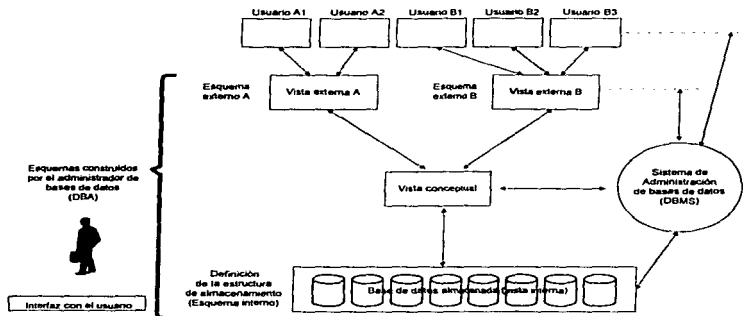 Usuario A1
Usuario A2
Usuario B1
Usuario B2
Usuario B3
Esquema
externo A
Vista externa A
Esquema
externo B
Vista externa B
Esquemas construidos
por el administrador de
bases de datos
(DBA)
Vista conceptual
Sistema de
Administración
de bases de datos
(DBMS)
Definición
de la estructura
de almacenamiento
(Esquema interno)
Base de datos almacenada (vista interna)
Interfaz con el usuario